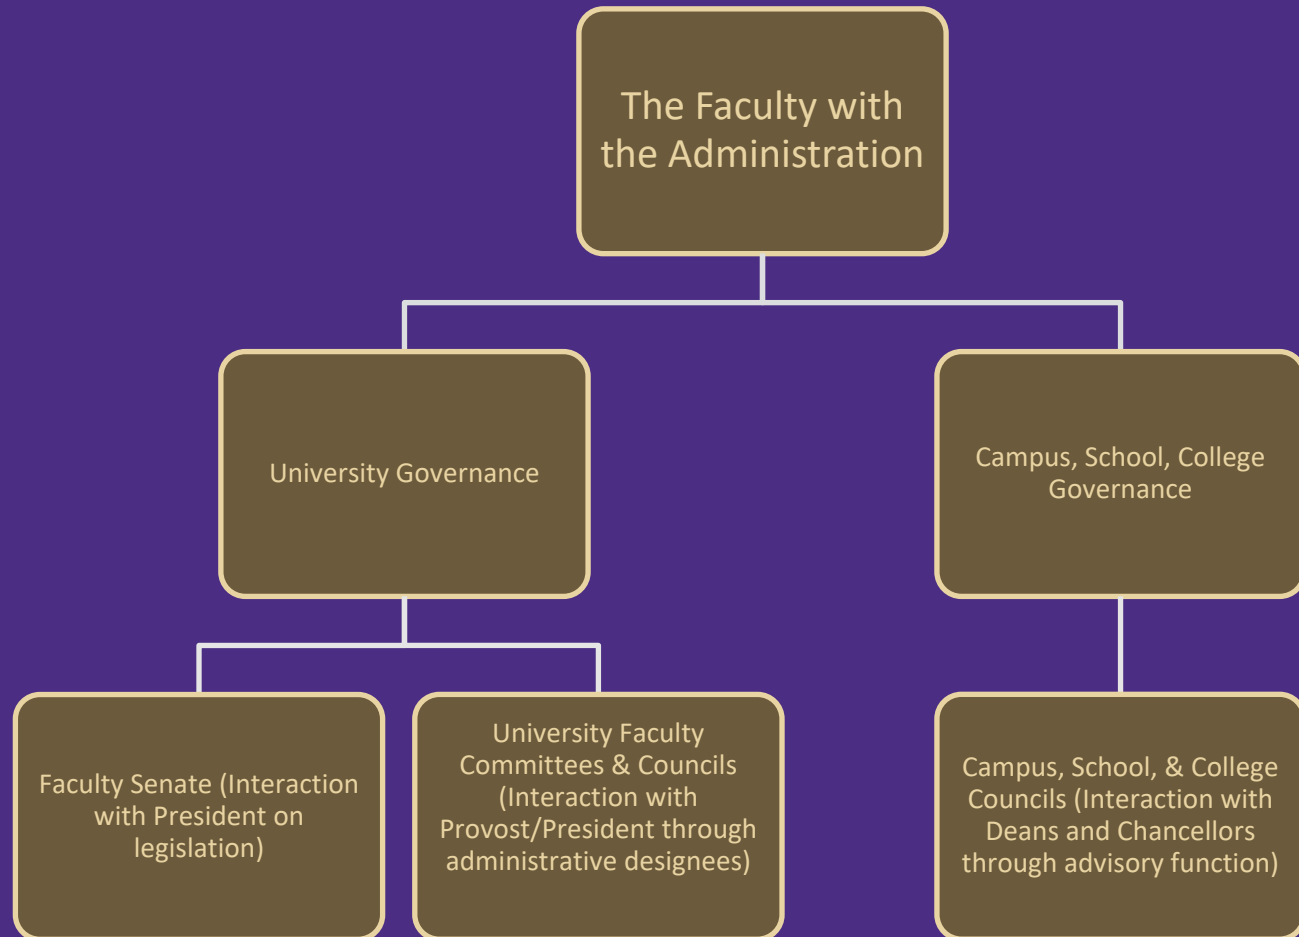 The Faculty with
the Administration
University Governance
Campus, School, College
Governance
Faculty Senate (Interaction
with President on
legislation)
University Faculty
Committees & Councils
(Interaction with
Provost/President through
administrative designees)
Campus, School, & College
Councils (Interaction with
Deans and Chancellors
through advisory function)